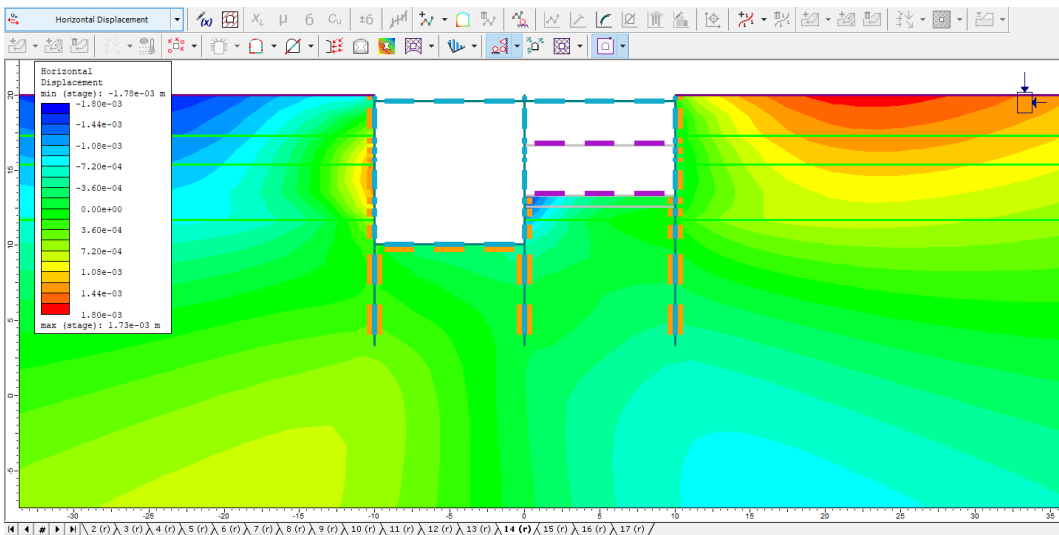 Horizontal Displacement
(x)
XL μ б Cu ±б
Horizontal
Displacement
min (stage): -1.78e-03 m
-1.80e-03
-1.44e-03
-1.08e-03
-7.20e-04
-3.60e-04
0.00e+00
3.60e-04
7.20e-04
1.08e-03
1.44e-03
1.80e-03
max (stage): 1.73e-03 m
20
15
10
5
0
-5
-30 -25 -20 -15 -10 -5 0 5 10 15 20 25 30 35
# 2 (r) 3 (r) 4 (r) 5 (r) 6 (r) 7 (r) 8 (r) 9 (r) 10 (r) 11 (r) 12 (r) 13 (r) 14 (r) 15 (r) 16 (r) 17 (r)